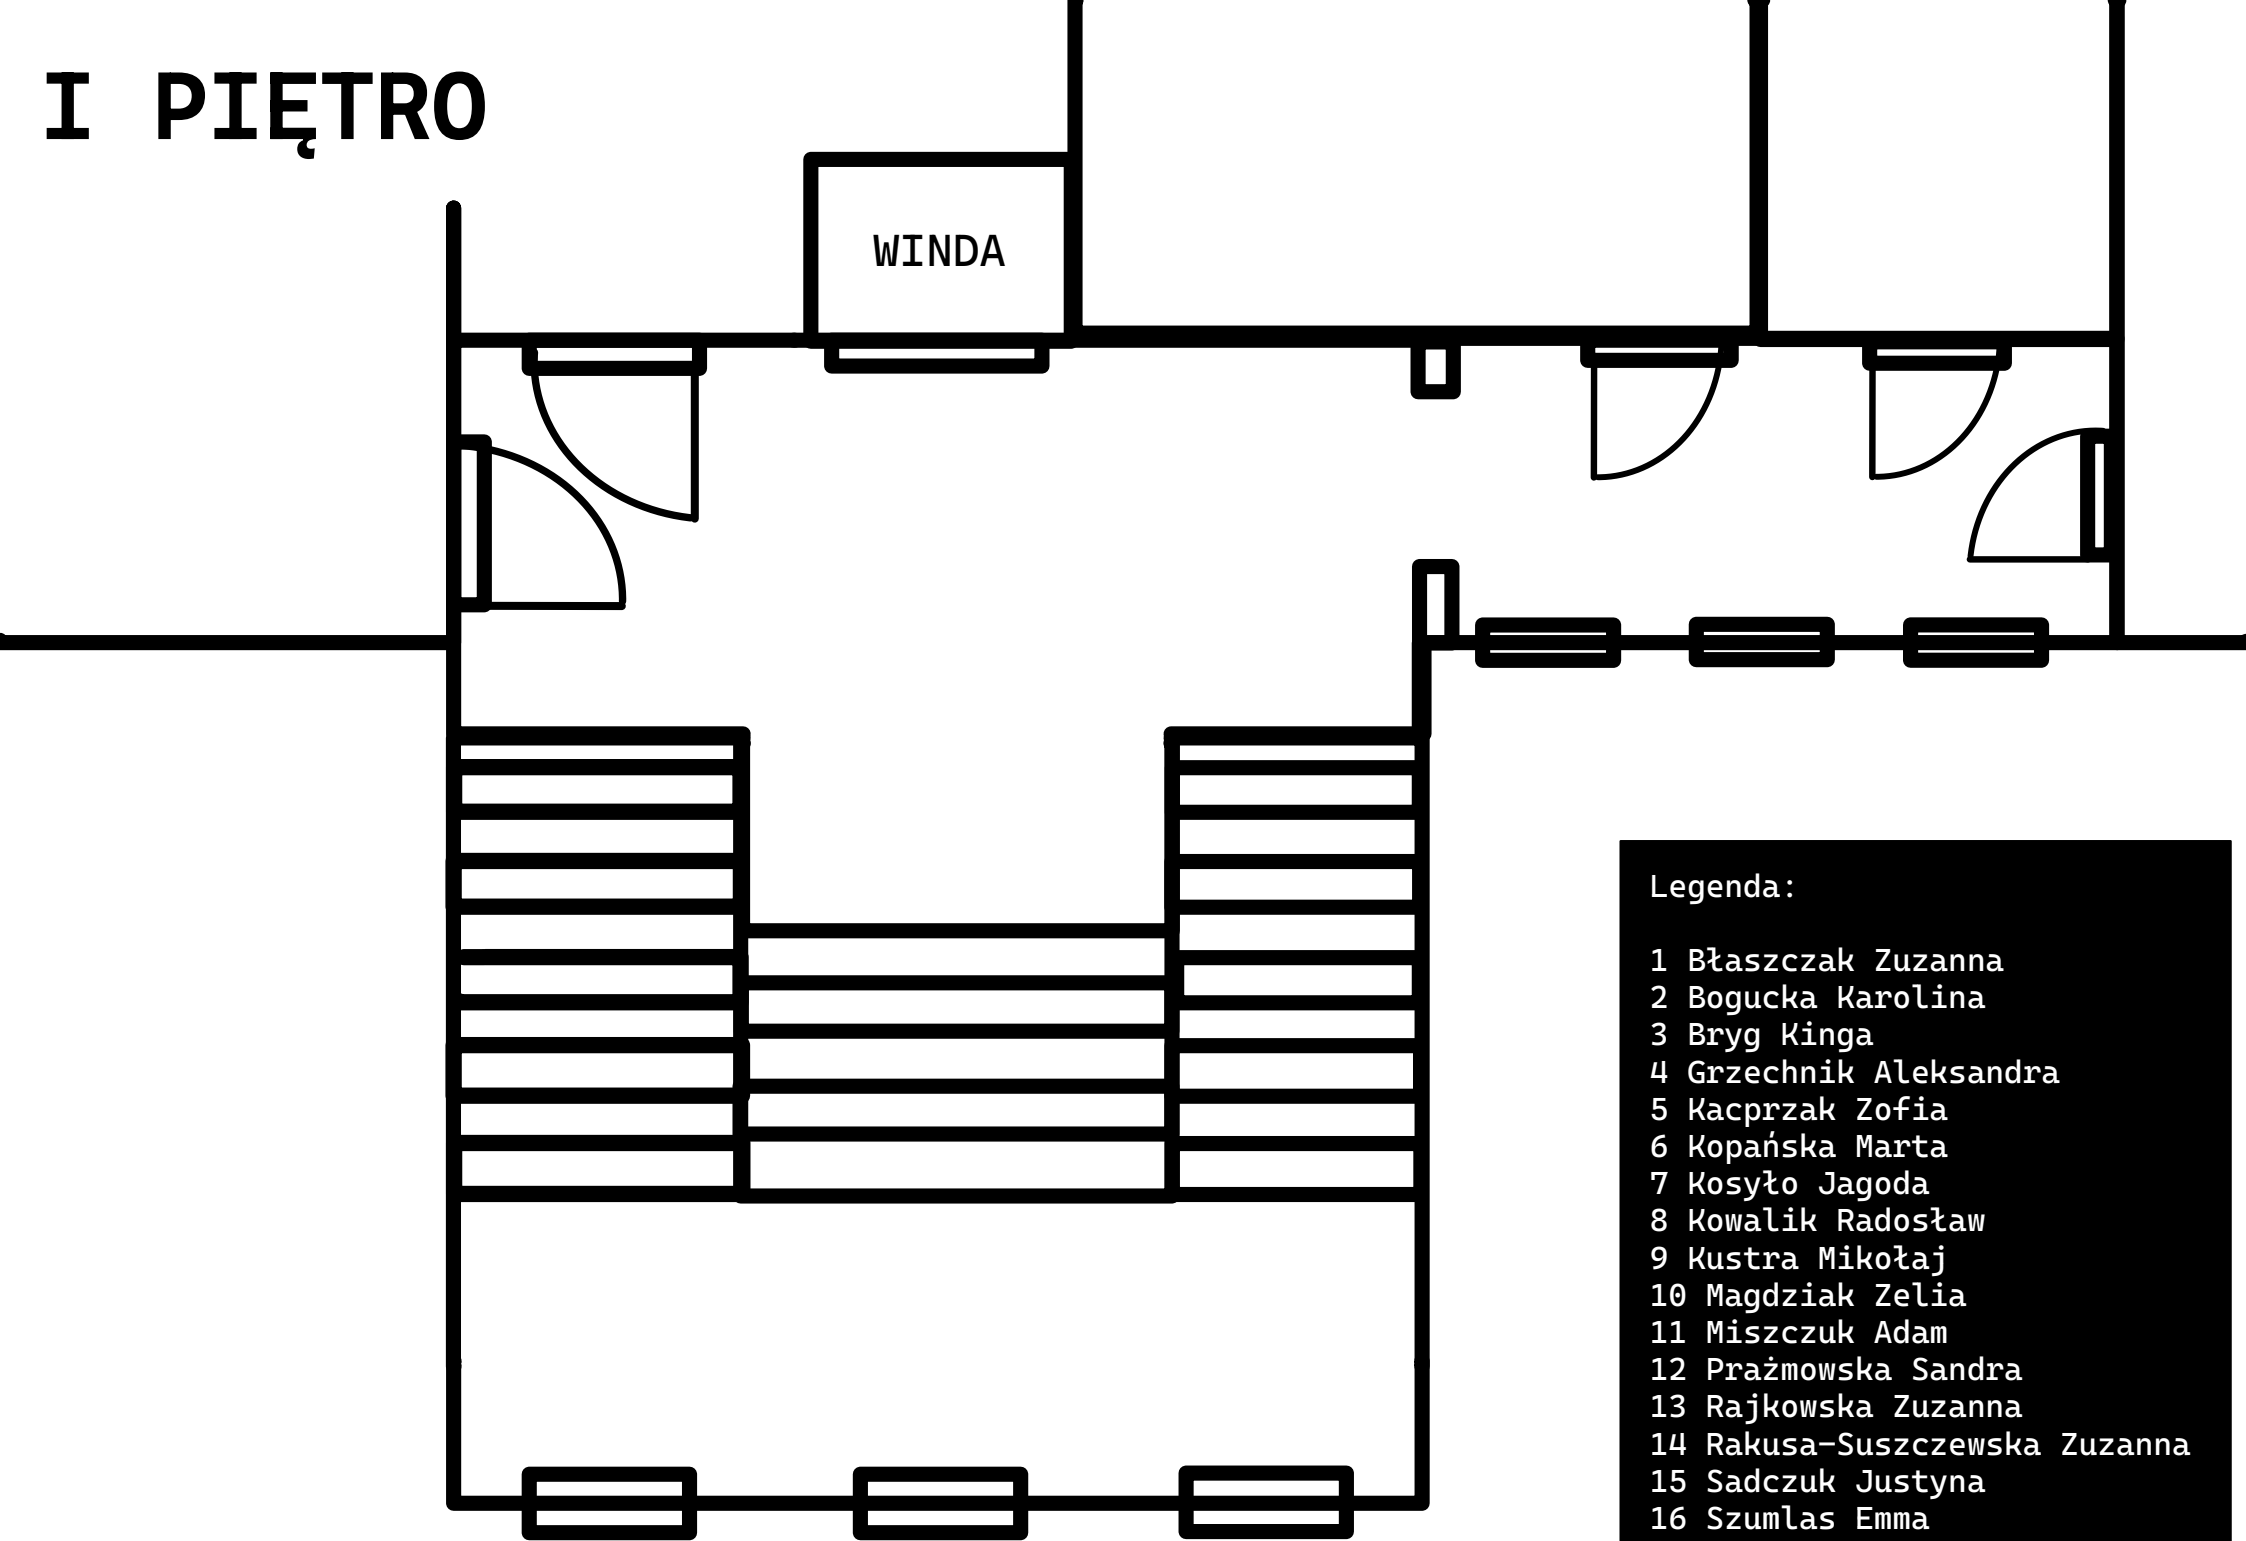 I PIĘTRO
WINDA
Legenda:
1 Błaszczak Zuzanna
2 Bogucka Karolina
3 Bryg Kinga
4 Grzechnik Aleksandra
5 Kacprzak Zofia
6 Kopańska Marta
7 Kosyło Jagoda
8 Kowalik Radosław
9 Kustra Mikołaj
10 Magdziak Zelia
11 Miszczuk Adam
12 Prażmowska Sandra
13 Rajkowska Zuzanna
14 Rakusa-Suszczewska Zuzanna
15 Sadczuk Justyna
16 Szumlas Emma